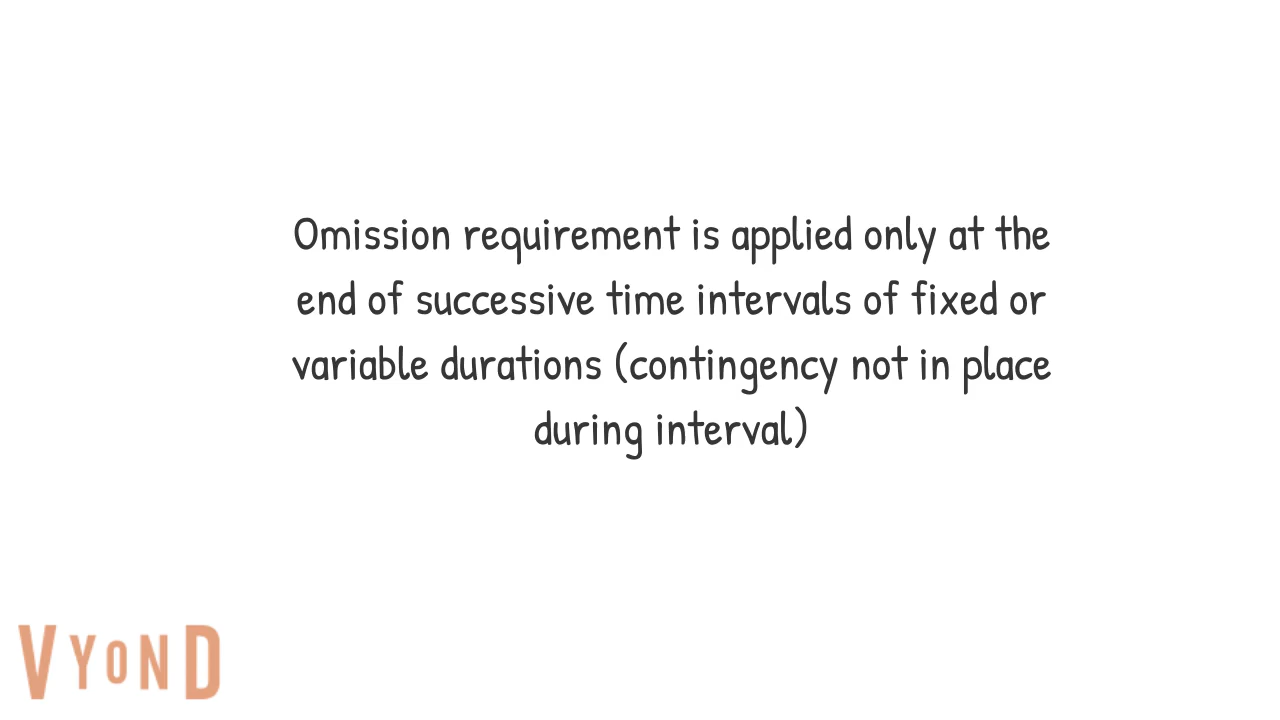 Omission requirement is applied only at the
end of successive time intervals of fixed or
variable durations (contingency not in place
during interval)
VYOND